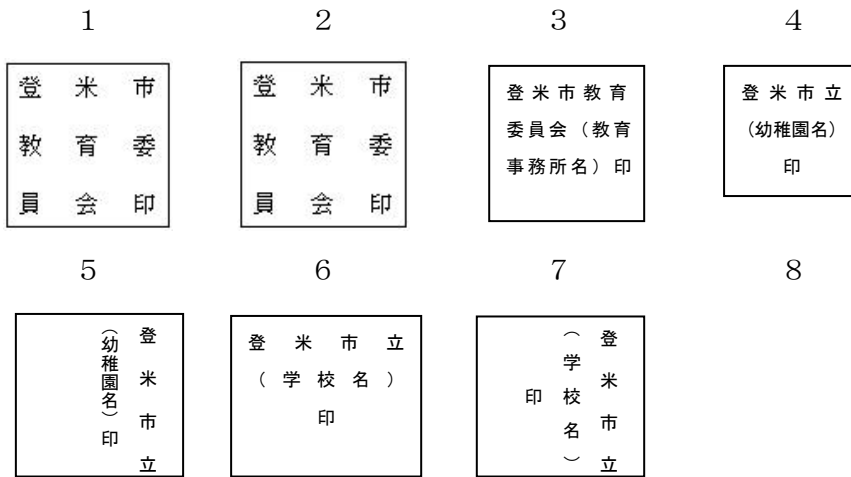 1
2
3
4
登米市
教育委
員会印
登米市
教育委
員会印
登米市教育
委員会（教育
事務所名）印
登米市立
（幼稚園名）
印
5
6
7
8
登米市立
（幼稚園名）印
登米市立
（学校名）
印
登米市立
（学校名）
印